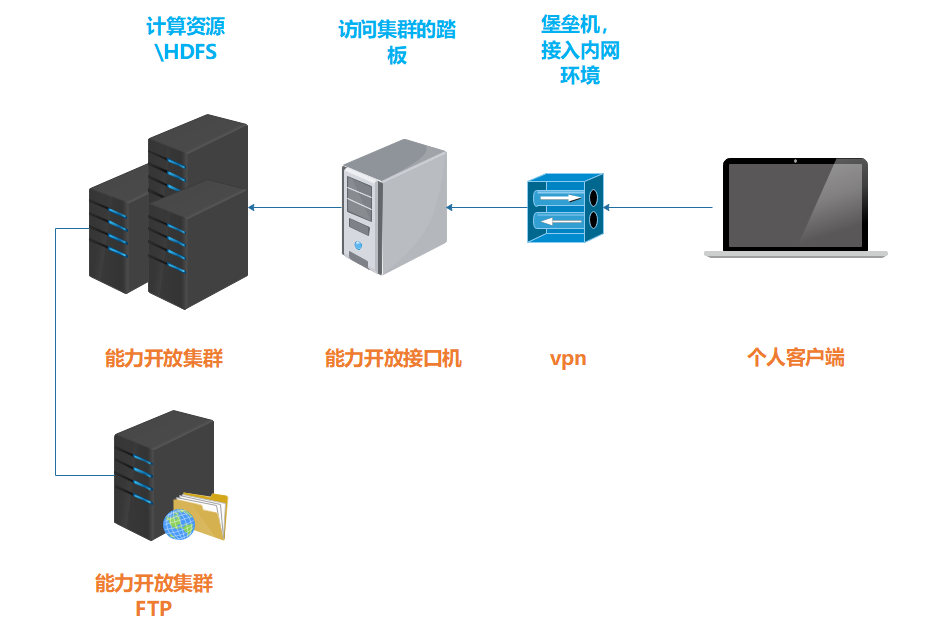 计算资源
\HDFS
访问集群的踏
板
堡垒机，
接入内网
环境
能力开放集群
能力开放接口机
vpn
个人客户端
能力开放集群
FTP